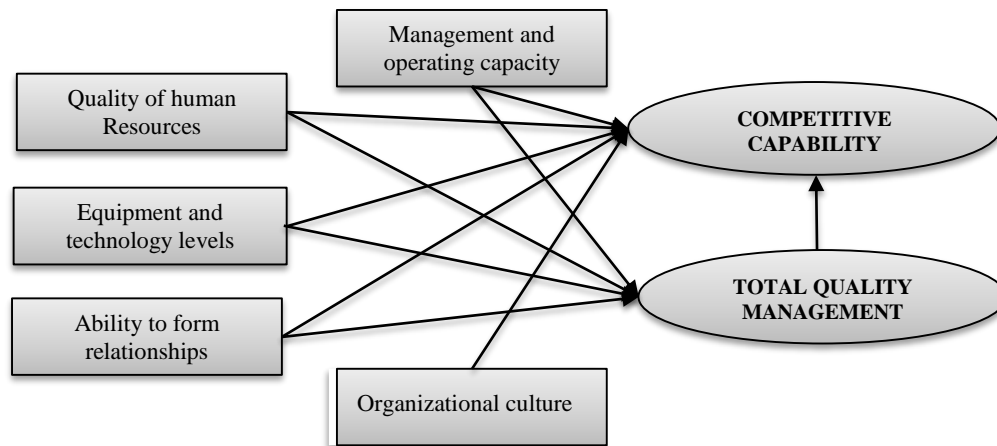 Management and
operating capacity
Quality of human
Resources
COMPETITIVE
CAPABILITY
Equipment and
technology levels
TOTAL QUALITY
MANAGEMENT
Ability to form
relationships
Organizational culture